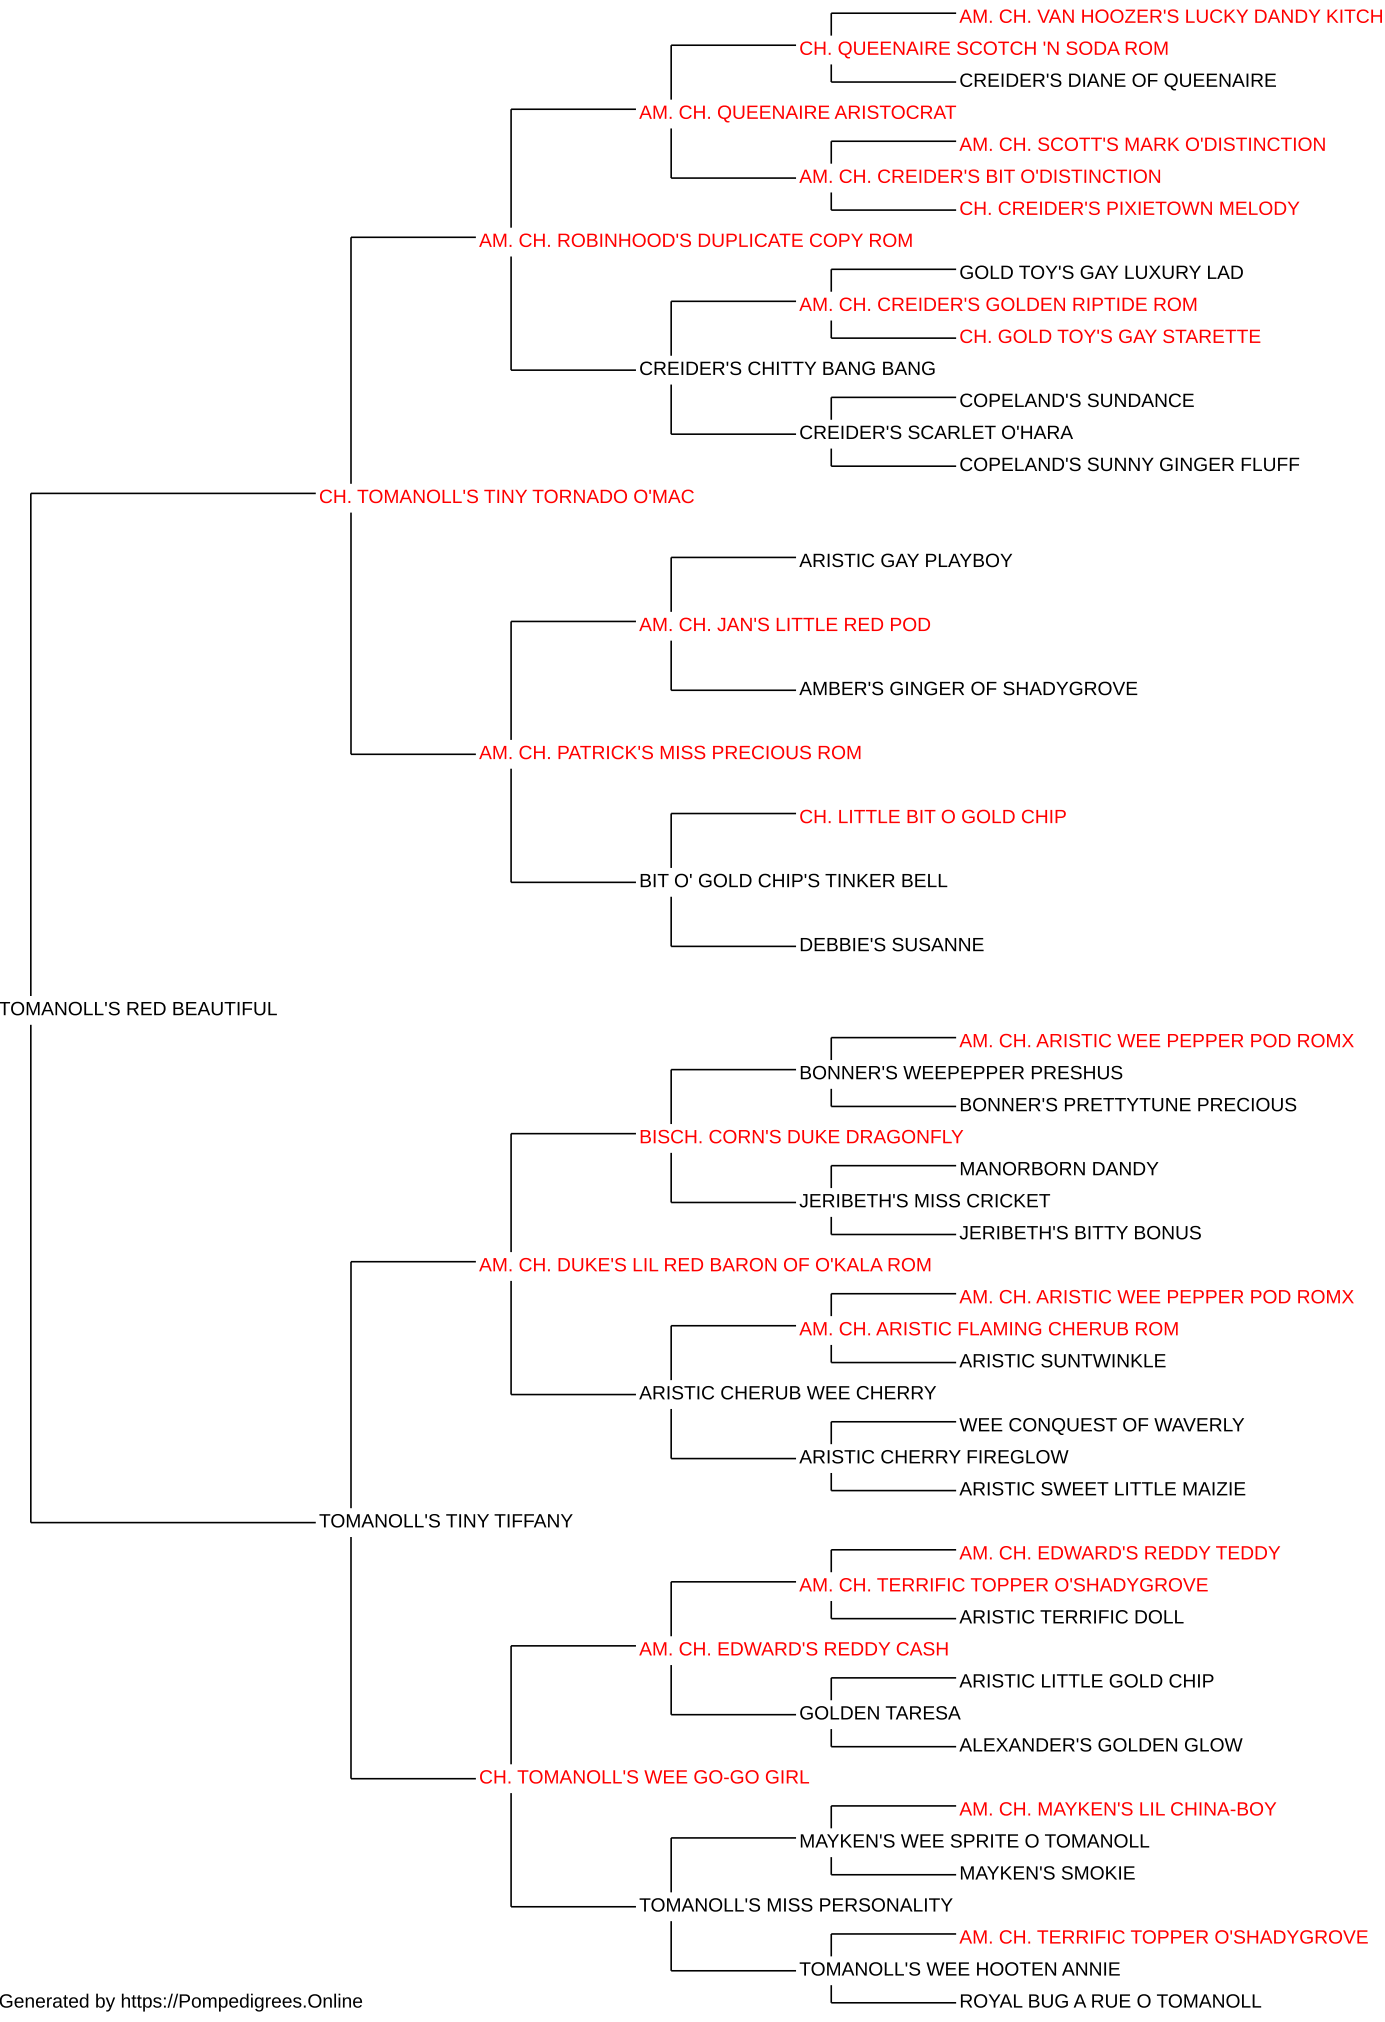 AM. CH. VAN HOOZER'S LUCKY DANDY KITCH
CH. QUEENAIRE SCOTCH 'N SODA ROM
CREIDER'S DIANE OF QUEENAIRE
AM. CH. QUEENAIRE ARISTOCRAT
AM. CH. SCOTT'S MARK O'DISTINCTION
AM. CH. CREIDER'S BIT O'DISTINCTION
CH. CREIDER'S PIXIETOWN MELODY
AM. CH. ROBINHOOD'S DUPLICATE COPY ROM
GOLD TOY'S GAY LUXURY LAD
AM. CH. CREIDER'S GOLDEN RIPTIDE ROM
CH. GOLD TOY'S GAY STARETTE
CREIDER'S CHITTY BANG BANG
COPELAND'S SUNDANCE
CREIDER'S SCARLET O'HARA
COPELAND'S SUNNY GINGER FLUFF
CH. TOMANOLL'S TINY TORNADO O'MAC
ARISTIC GAY PLAYBOY
AM. CH. JAN'S LITTLE RED POD
AMBER'S GINGER OF SHADYGROVE
AM. CH. PATRICK'S MISS PRECIOUS ROM
CH. LITTLE BIT O GOLD CHIP
BIT O' GOLD CHIP'S TINKER BELL
DEBBIE'S SUSANNE
TOMANOLL'S RED BEAUTIFUL
AM. CH. ARISTIC WEE PEPPER POD ROMX
BONNER'S WEEPEPPER PRESHUS
BONNER'S PRETTYTUNE PRECIOUS
BISCH. CORN'S DUKE DRAGONFLY
MANORBORN DANDY
JERIBETH'S MISS CRICKET
JERIBETH'S BITTY BONUS
AM. CH. DUKE'S LIL RED BARON OF O'KALA ROM
AM. CH. ARISTIC WEE PEPPER POD ROMX
AM. CH. ARISTIC FLAMING CHERUB ROM
ARISTIC SUNTWINKLE
ARISTIC CHERUB WEE CHERRY
WEE CONQUEST OF WAVERLY
ARISTIC CHERRY FIREGLOW
ARISTIC SWEET LITTLE MAIZIE
TOMANOLL'S TINY TIFFANY
AM. CH. EDWARD'S REDDY TEDDY
AM. CH. TERRIFIC TOPPER O'SHADYGROVE
ARISTIC TERRIFIC DOLL
AM. CH. EDWARD'S REDDY CASH
ARISTIC LITTLE GOLD CHIP
GOLDEN TARESA
ALEXANDER'S GOLDEN GLOW
CH. TOMANOLL'S WEE GO-GO GIRL
AM. CH. MAYKEN'S LIL CHINA-BOY
MAYKEN'S WEE SPRITE O TOMANOLL
MAYKEN'S SMOKIE
TOMANOLL'S MISS PERSONALITY
AM. CH. TERRIFIC TOPPER O'SHADYGROVE
TOMANOLL'S WEE HOOTEN ANNIE
ROYAL BUG A RUE O TOMANOLL
Generated by https://Pompedigrees.Online